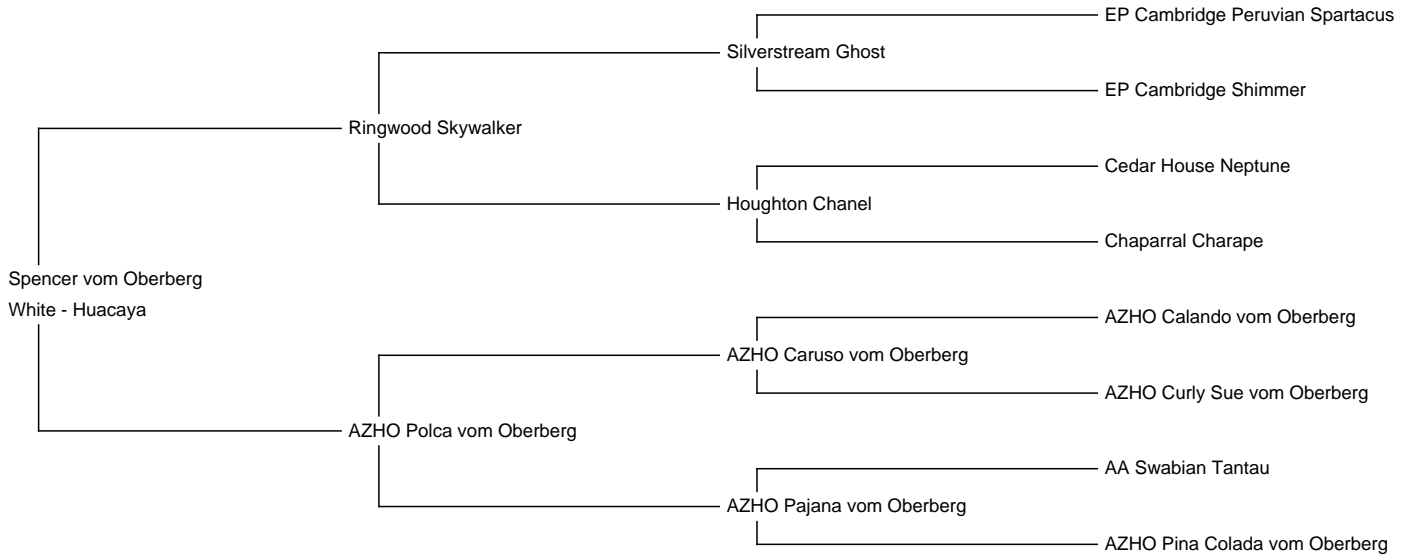 EP Cambridge Peruvian Spartacus
Silverstream Ghost
EP Cambridge Shimmer
Ringwood Skywalker
Cedar House Neptune
Houghton Chanel
Chaparral Charape
Spencer vom Oberberg
White - Huacaya
AZHO Calando vom Oberberg
AZHO Caruso vom Oberberg
AZHO Curly Sue vom Oberberg
AZHO Polca vom Oberberg
AA Swabian Tantau
AZHO Pajana vom Oberberg
AZHO Pina Colada vom Oberberg